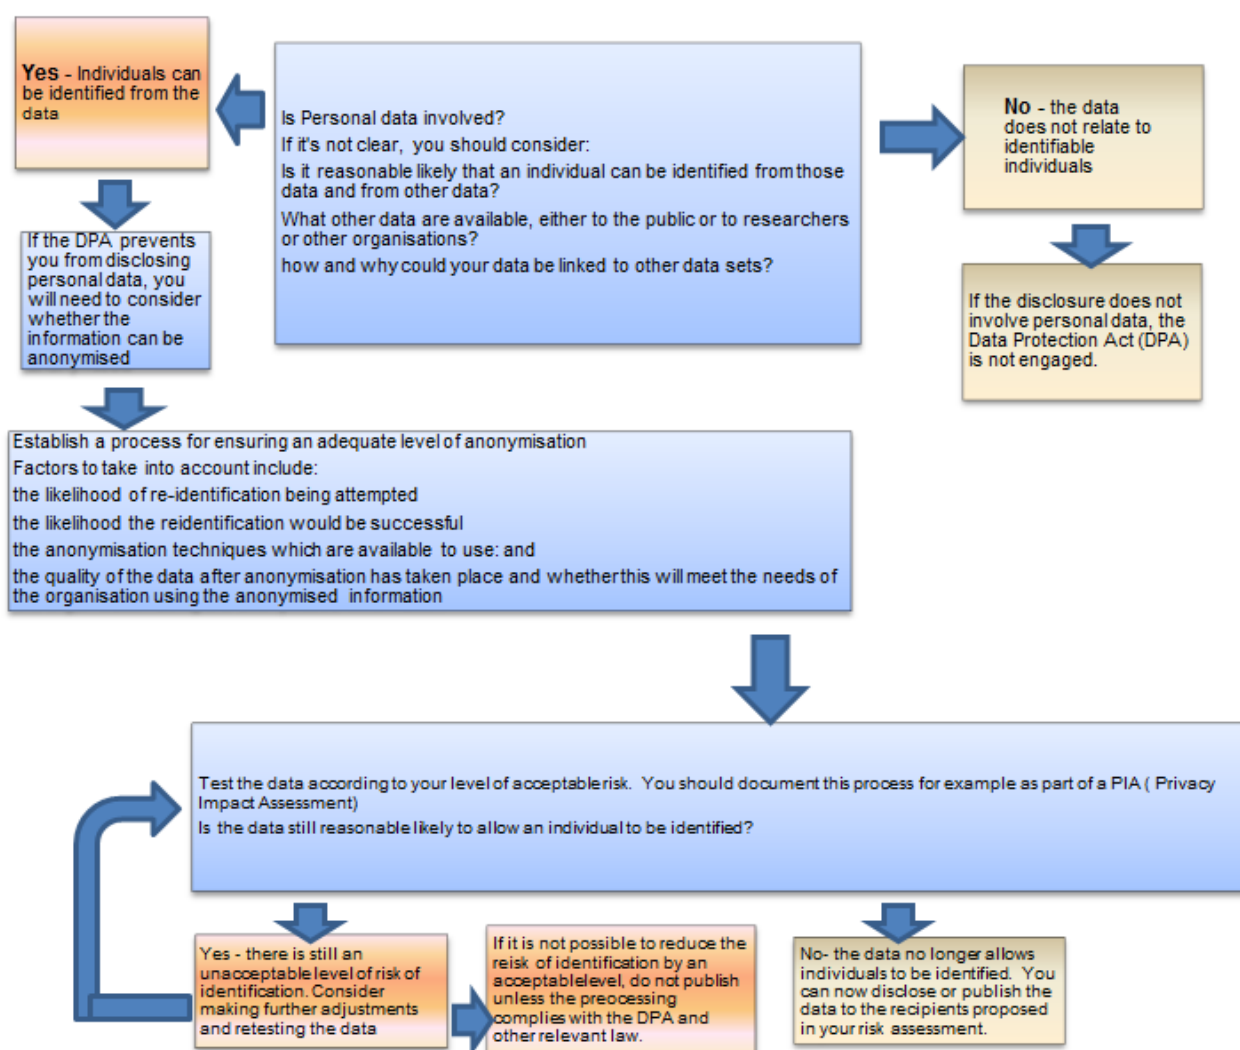 Yes - Individuals can
be identified from the
data
Is Personal data involved?
If it's not clear, you should consider:
Is it reasonable likely that an individual can be identified from those
data and from other data?
What other data are available, either to the public or to researchers
or other organisations?
how and why could your data be linked to other data sets?
No - the data
does not relate to
identifiable
individuals
If the DPA prevents
you from disclosing
personal data, you
will need to consider
whether the
information can be
anonymised
If the disclosure does not
involve personal data, the
Data Protection Act (DPA)
is not engaged.
Establish a process for ensuring an adequate level of anonymisation
Factors to take into account include:
the likelihood of re-identification being attempted
the likelihood the reidentification would be successful
the anonymisation techniques which are available to use: and
the quality of the data after anonymisation has taken place and whether this will meet the needs of
the organisation using the anonymised information
Test the data according to your level of acceptable risk. You should document this process for example as part of a PIA ( Privacy
Impact Assessment)
Is the data still reasonable likely to allow an individual to be identified?
Yes - there is still an
unacceptable level of risk of
identification. Consider
making further adjustments
and retesting the data
If it is not possible to reduce the
reisk of identification by an
acceptable level, do not publish
unless the preocessing
complies with the DPA and
other relevant law.
No- the data no longer allows
individuals to be identified. You
can now disclose or publish the
data to the recipients proposed
in your risk assessment.